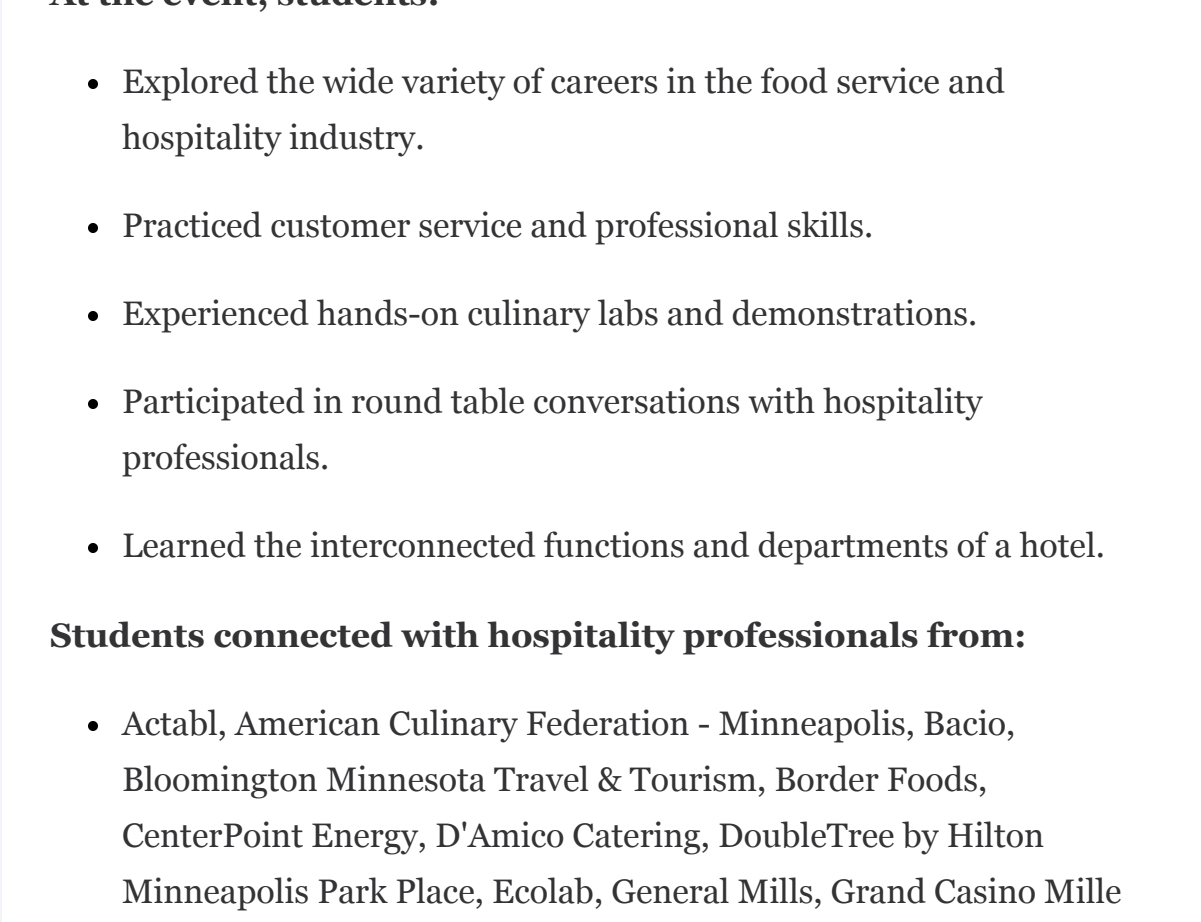 At the event, students:
Explored the wide variety of careers in the food service and
hospitality industry.
Practiced customer service and professional skills.
Experienced hands-on culinary labs and demonstrations.
Participated in round table conversations with hospitality
professionals.
Learned the interconnected functions and departments of a hotel.
Students connected with hospitality professionals from:
Actabl, American Culinary Federation - Minneapolis, Bacio,
Bloomington Minnesota Travel & Tourism, Border Foods,
CenterPoint Energy, D'Amico Catering, DoubleTree by Hilton
Minneapolis Park Place, Ecolab, General Mills, Grand Casino Mille